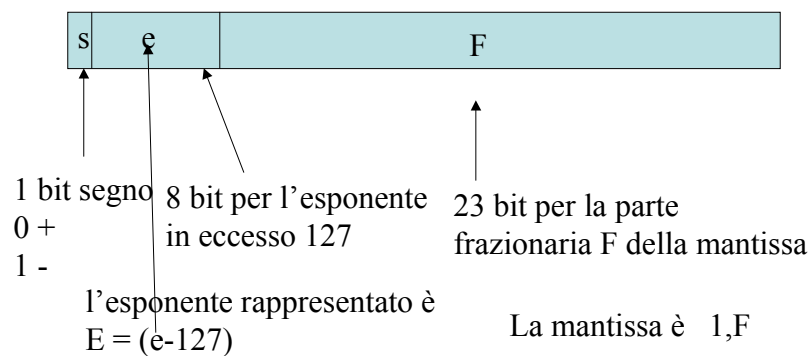 s e F
1 bit segno
0 +
1 -
8 bit per l’esponente
in eccesso 127
23 bit per la parte
frazionaria F della mantissa
l’esponente rappresentato è
E = (e-127)
La mantissa è 1,F